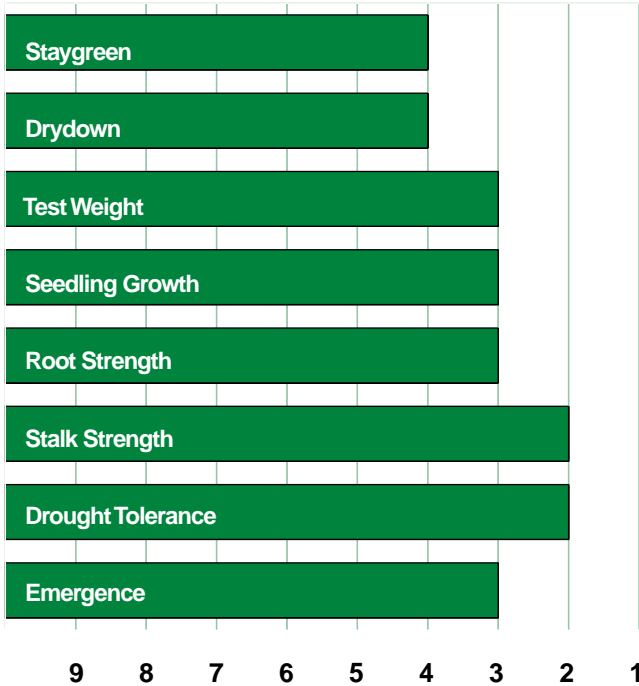 Staygreen
Drydown
Test Weight
Seedling Growth
Root Strength
Stalk Strength
Drought Tolerance
Emergence
9 8 7 6 5 4 3 2 1